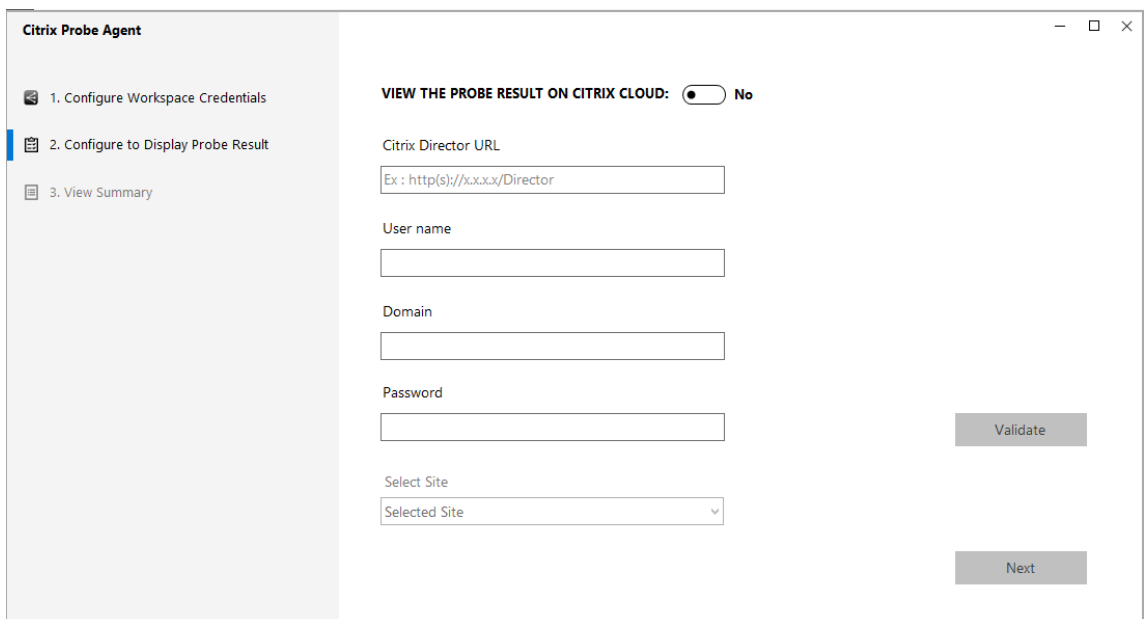 Citrix Probe Agent
1. Configure Workspace Credentials
2. Configure to Display Probe Result
3. View Summary
VIEW THE PROBE RESULT ON CITRIX CLOUD: No
Citrix Director URL
Ex : http(s)://x.x.x.x/Director
User name
Domain
Password
Validate
Select Site
Selected Site
Next